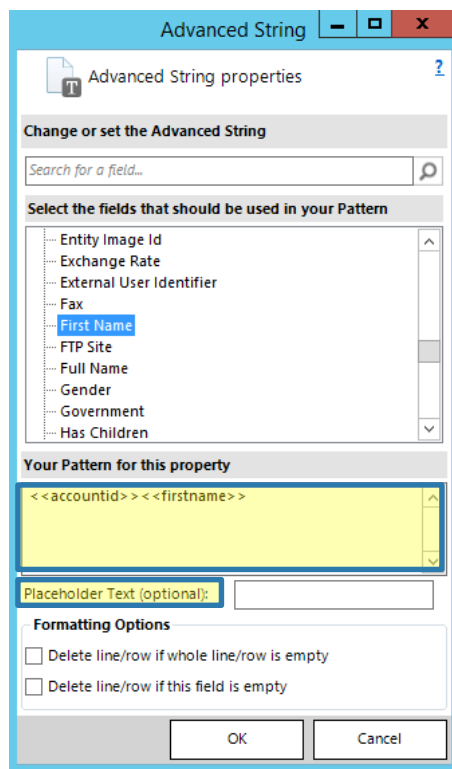 Advanced String
Advanced String properties
?
Change or set the Advanced String
Search for a field...
Select the fields that should be used in your Pattern
Entity Image Id
Exchange Rate
External User Identifier
Fax
First Name
FTP Site
Full Name
Gender
Government
Has Children
Your Pattern for this property
<<accountid>><<firstname>>
Placeholder Text (optional):
Formatting Options
Delete line/row if whole line/row is empty
Delete line/row if this field is empty
OK Cancel